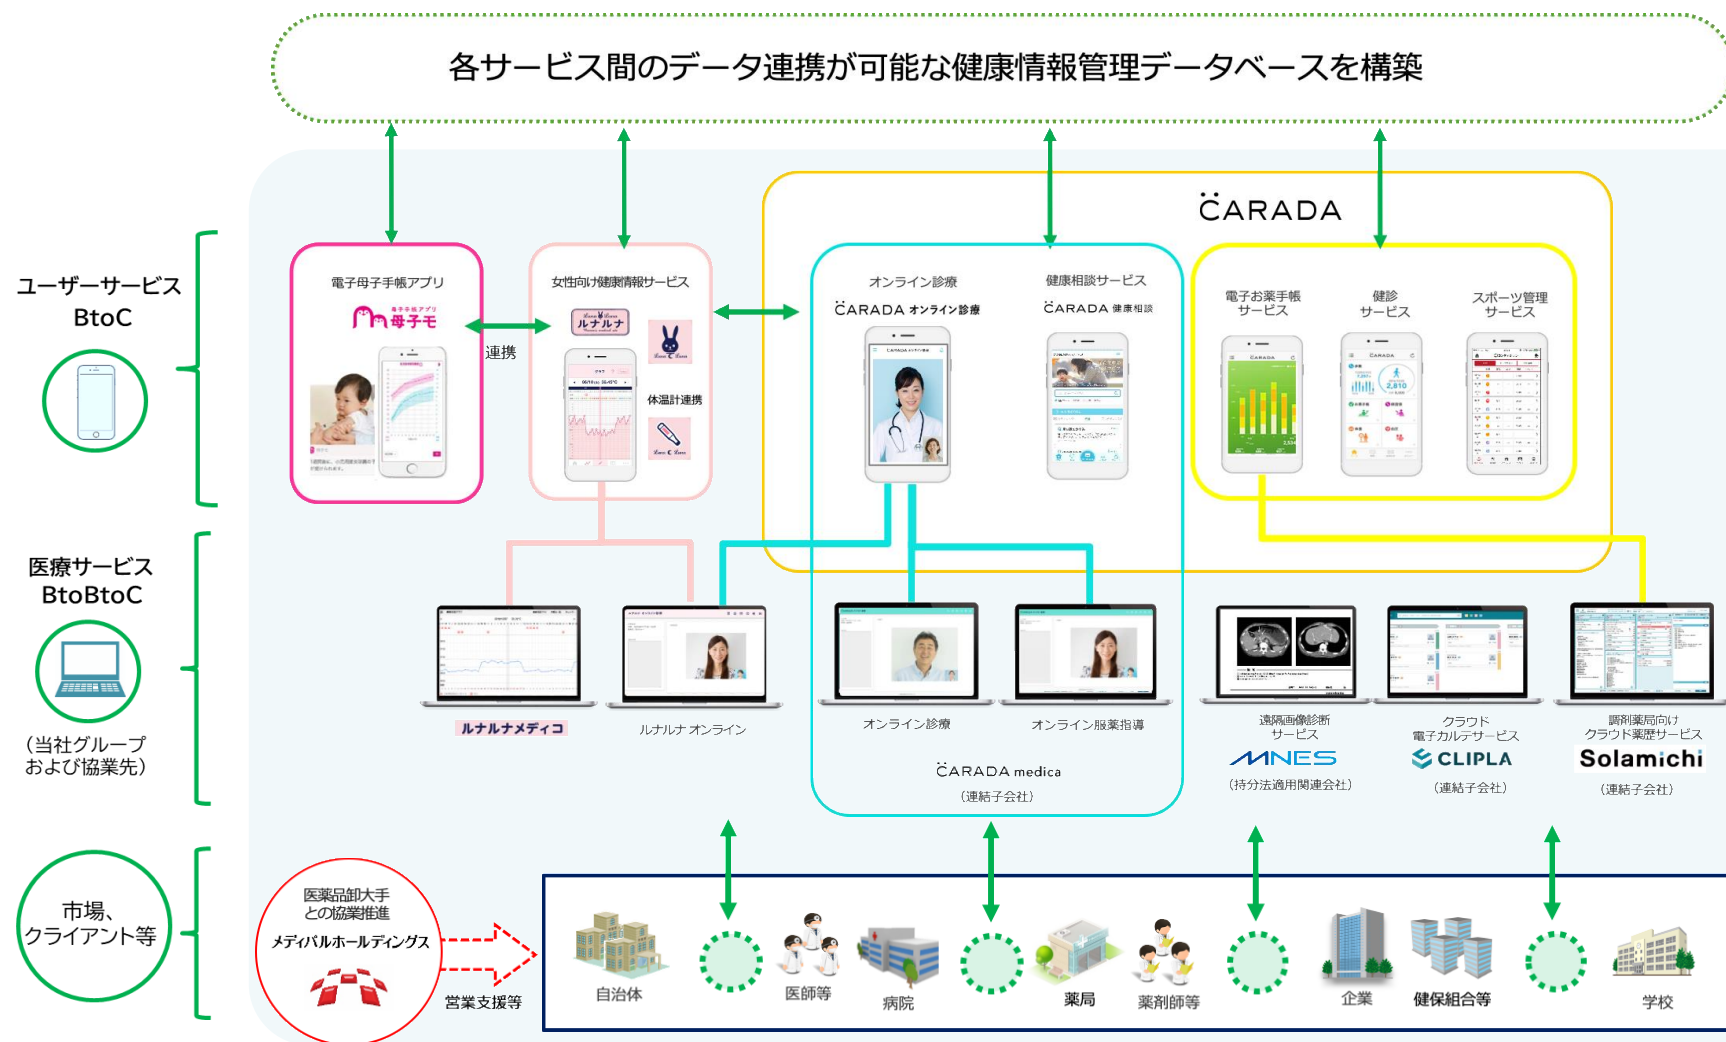 各サービス間のデータ連携が可能な健康情報管理データベースを構築
CARADA
ユーザーサービス
BtoC
電子母子手帳アプリ
母子手帳アプリ
母子モ
連携
女性向け健康情報サービス
ルナルナ
体温計連携
オンライン診療
CARADA オンライン診療
健康相談サービス
CARADA 健康相談
電子お薬手帳
サービス
健診
サービス
スポーツ管理
サービス
医療サービス
BtoBtoC
(当社グループ
および協業先)
ルナルナメディコ
ルナルナ オンライン
オンライン診療
オンライン服薬指導
CARADA medica
(連結子会社)
遠隔画像診断
サービス
MNES
(持分法適用関連会社)
クラウド
電子カルテサービス
CLIPLA
(連結子会社)
調剤薬局向け
クラウド薬歴サービス
Solamichi
(連結子会社)
市場、
クライアント等
医薬品卸大手
との協業推進
メディパルホールディングス
営業支援等
自治体
医師等
病院
薬局
薬剤師等
企業
健保組合等
学校